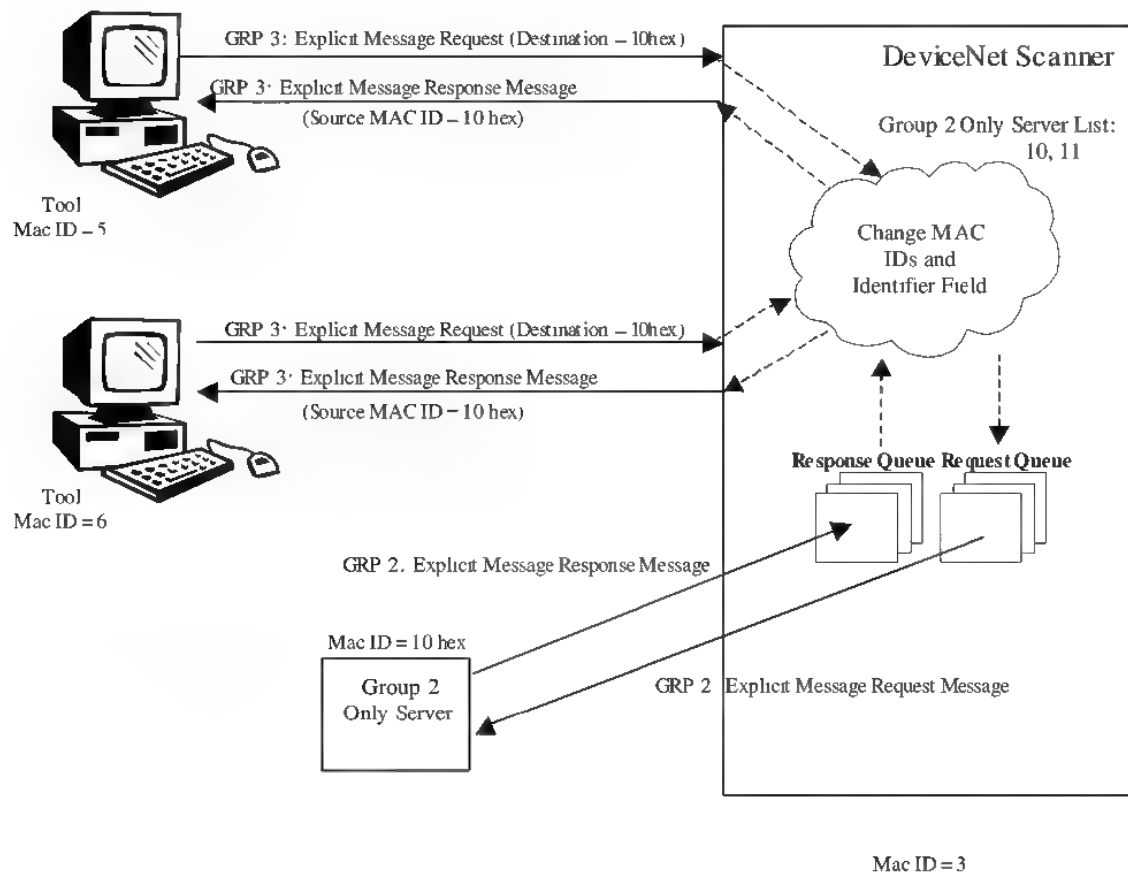 GRP 3: Explicit Message Request (Destination – 10hex)
GRP 3· Explicit Message Response Message
(Source MAC ID – 10 hex)
Tool
Mac ID – 5
DeviceNet Scanner
Group 2 Only Server List:
10, 11
Change MAC
IDs and
Identifier Field
GRP 3· Explicit Message Request (Destination – 10hex)
GRP 3· Explicit Message Response Message
(Source MAC ID – 10 hex)
Tool
Mac ID = 6
Response Queue Request Queue
GRP 2. Explicit Message Response Message
Mac ID = 10 hex
Group 2
Only Server
GRP 2 Explicit Message Request Message
Mac ID = 3